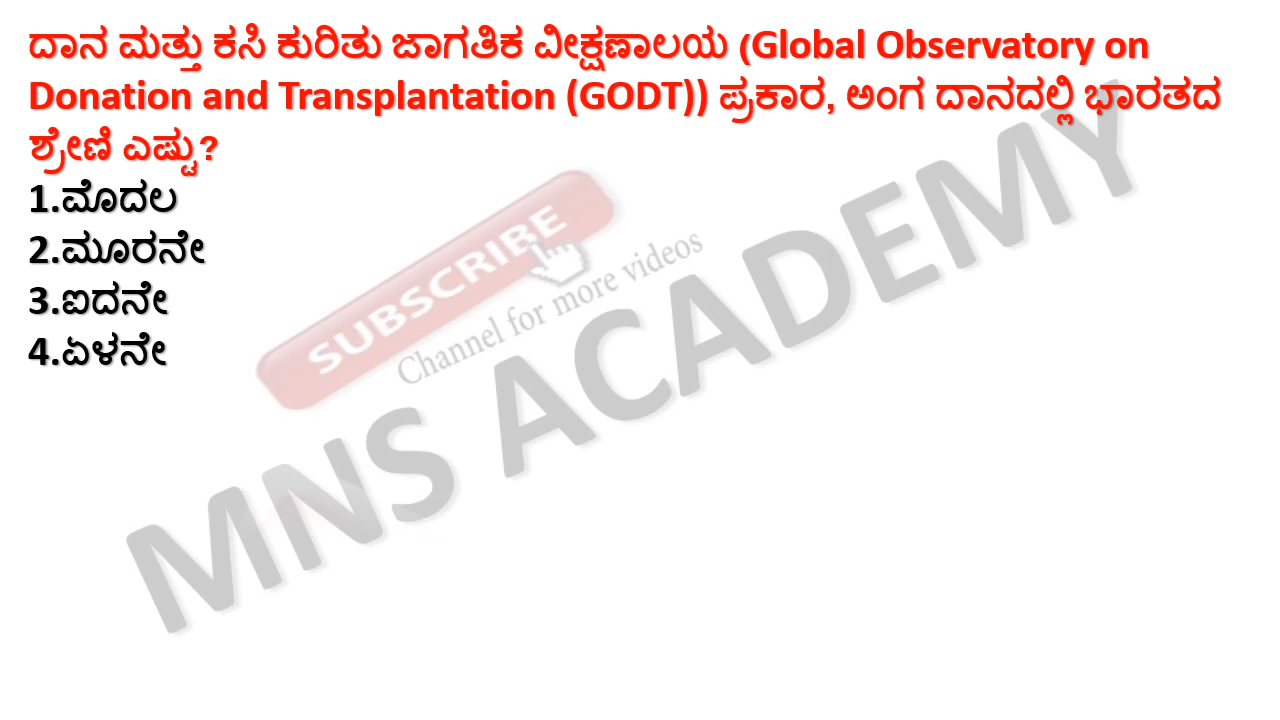 ದಾನ ಮತ್ತು ಕಸಿ ಕುರಿತು ಜಾಗತಿಕ ವೀಕ್ಷಣಾಲಯ (Global Observatory on
Donation and Transplantation (GODT)) ಪ್ರಕಾರ, ಅಂಗ ದಾನದಲ್ಲಿ ಭಾರತದ
ಶ್ರೇಣಿ ಎಷ್ಟು?
1.ಮೊದಲ
2.ಮೂರನೇ
3.ಐದನೇ
4.ಏಳನೇ
SUBSCRIBE
Channel for more videos
MNS ACADEMY